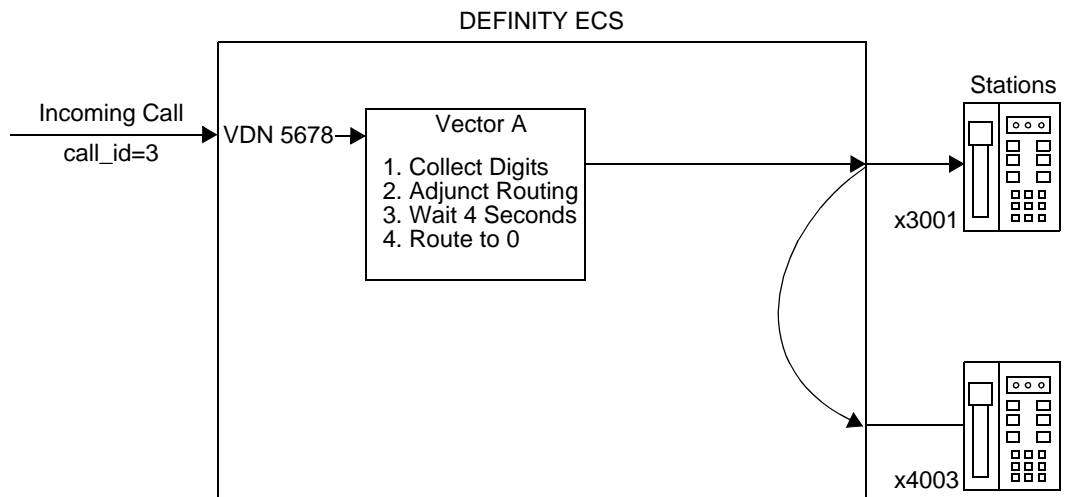 DEFINITY ECS
Incoming Call
call_id=3
VDN 5678
Vector A
1. Collect Digits
2. Adjunct Routing
3. Wait 4 Seconds
4. Route to 0
Stations
x3001
x4003